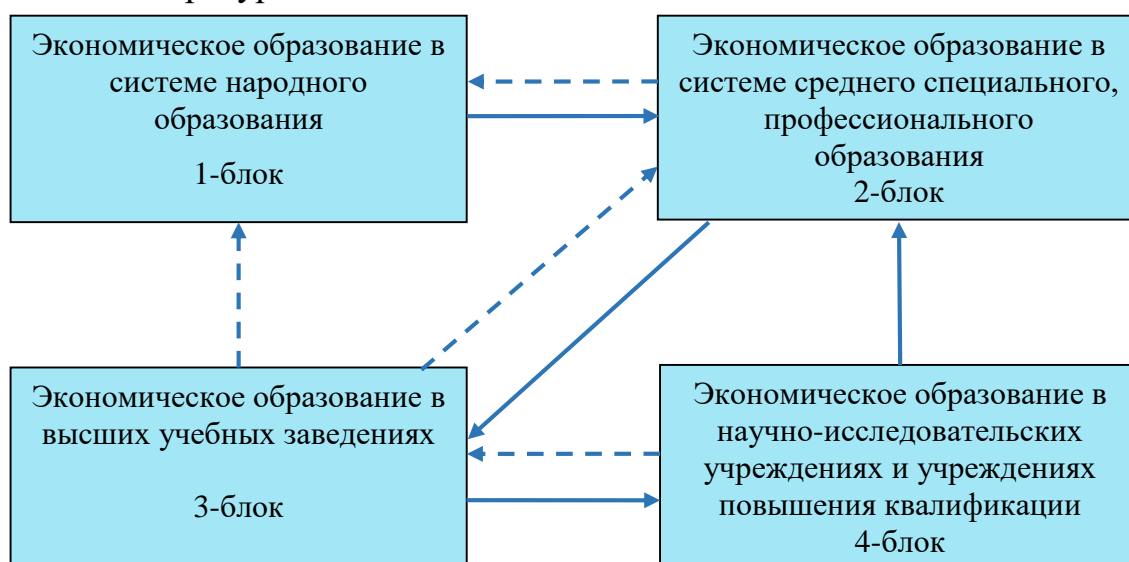 Экономическое образование в
системе народного
образования
1-блок
Экономическое образование в
системе среднего специального,
профессионального
образования
2-блок
Экономическое образование в
высших учебных заведениях
3-блок
Экономическое образование в
научно-исследовательских
учреждениях и учреждениях
повышения квалификации
4-блок